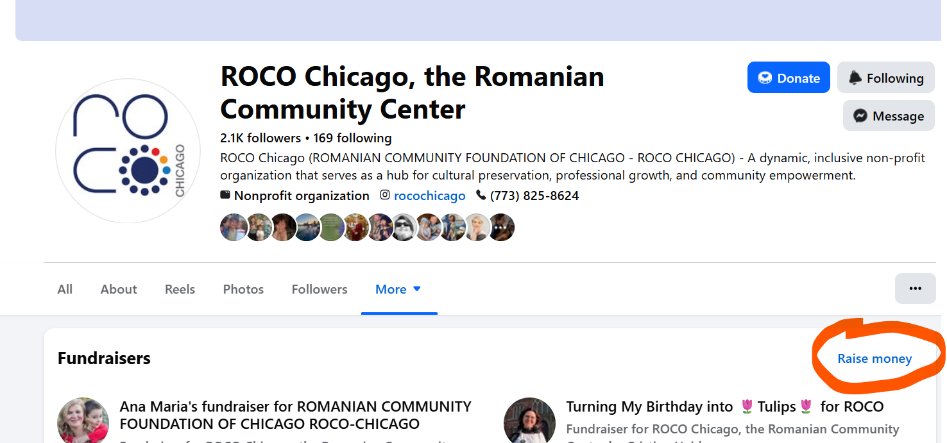 ROCO Chicago, the Romanian
Community Center
Donate
Following
Message
2.1K followers • 169 following
ROCO Chicago (ROMANIAN COMMUNITY FOUNDATION OF CHICAGO - ROCO CHICAGO) - A dynamic, inclusive non-profit
organization that serves as a hub for cultural preservation, professional growth, and community empowerment.
Nonprofit organization rocochicago (773) 825-8624
ROCO
CHICAGO
All About Reels Photos Followers More
Fundraisers
Raise money
Ana Maria's fundraiser for ROMANIAN COMMUNITY
FOUNDATION OF CHICAGO ROCO-CHICAGO
Turning My Birthday into 🌷Tulips🌷 for ROCO
Fundraiser for ROCO Chicago, the Romanian Community